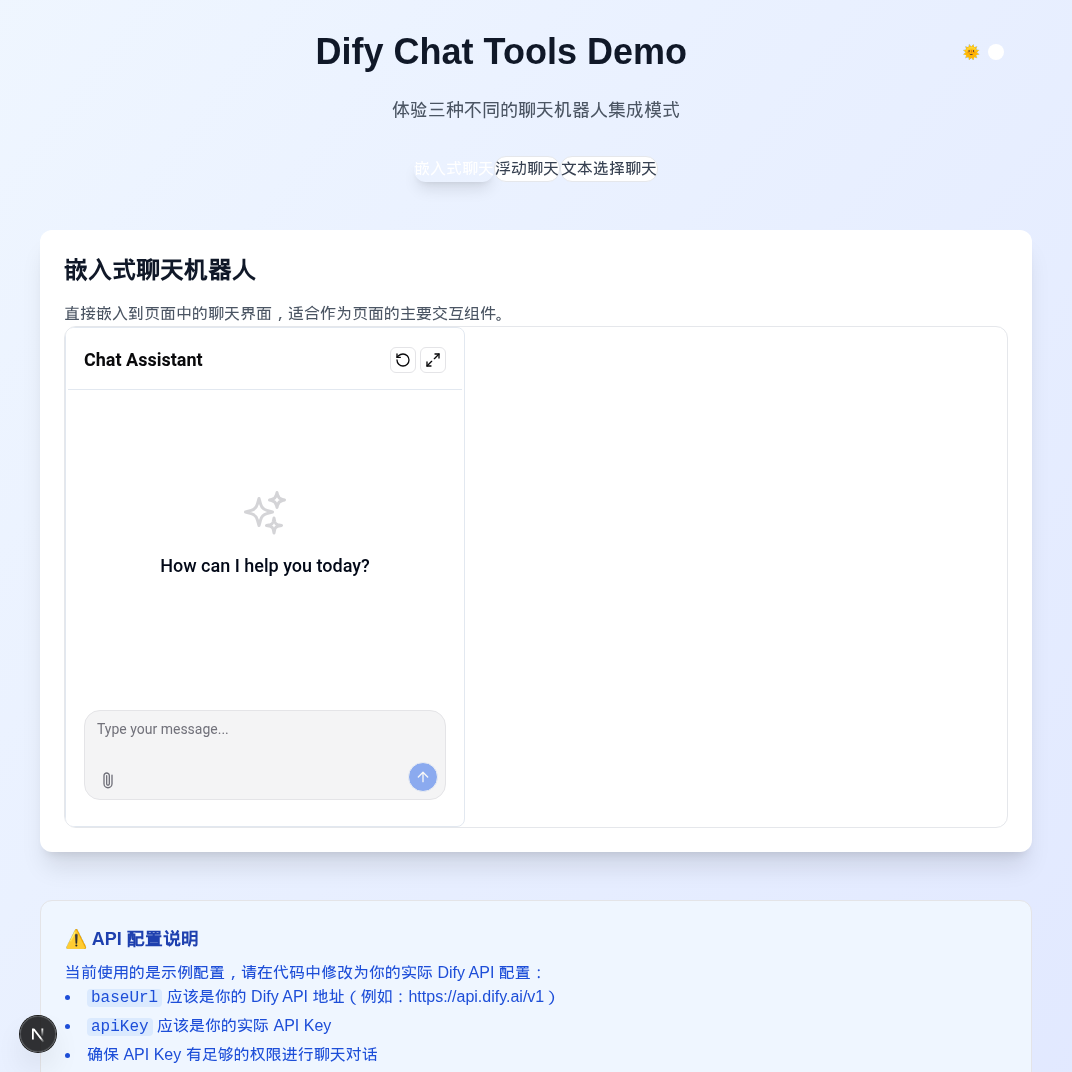 Dify Chat Tools Demo
体验三种不同的聊天机器人集成模式
嵌入式聊天 浮动聊天 文本选择聊天
嵌入式聊天机器人
直接嵌入到页面中的聊天界面，适合作为页面的主要交互组件。
Chat Assistant
How can I help you today?
Type your message...
API 配置说明
当前使用的是示例配置，请在代码中修改为你的实际 Dify API 配置：
• baseUrl 应该是你的 Dify API 地址（例如：https://api.dify.ai/v1）
• apiKey 应该是你的实际 API Key
• 确保 API Key 有足够的权限进行聊天对话
N